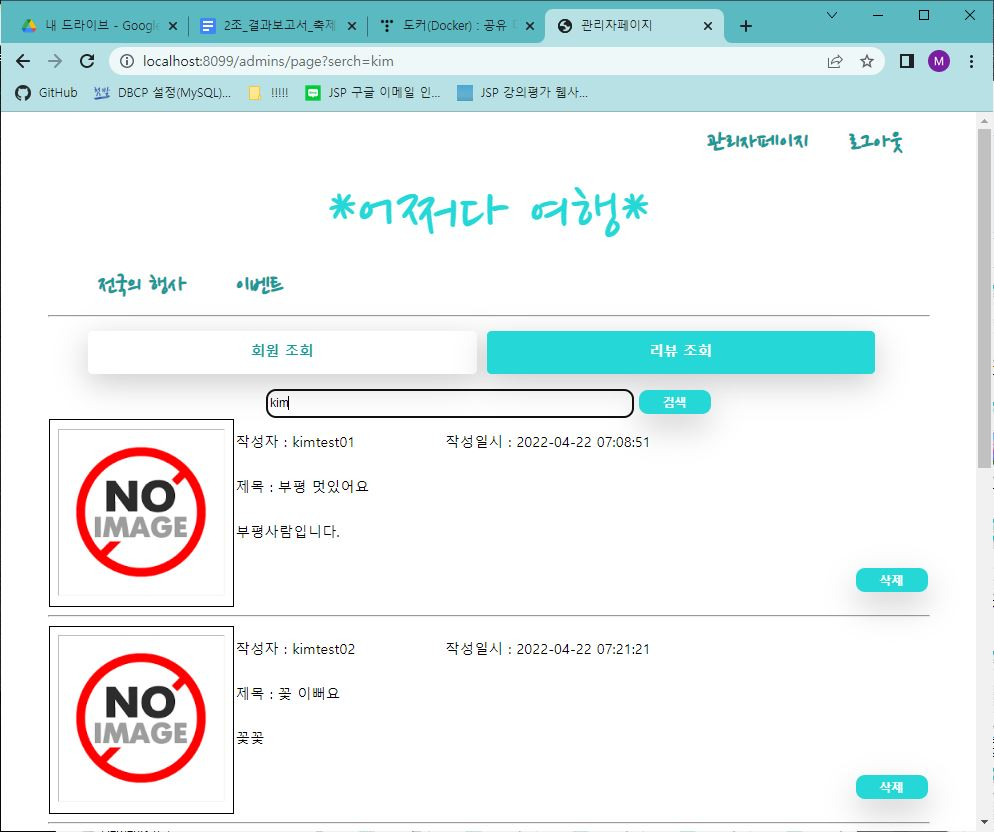 내 드라이브 - Google
2조_결과보고서_축제
도커(Docker) : 공유
관리자페이지
localhost:8099/admins/page?serch=kim
M
GitHub
DBCP 설정(MySQL)...
!!!!!
JSP 구글 이메일 인...
JSP 강의평가 웹사...
관리자페이지 로그아웃
*어쩌다 여행*
전국의 행사 이벤트
회원 조회 리뷰 조회
kim 검색
NO
IMAGE
작성자 : kimtest01 작성일시 : 2022-04-22 07:08:51
제목 : 부평 멋있어요
부평사람입니다.
삭제
NO
IMAGE
작성자 : kimtest02 작성일시 : 2022-04-22 07:21:21
제목 : 꽃 이뻐요
꽃꽃
삭제